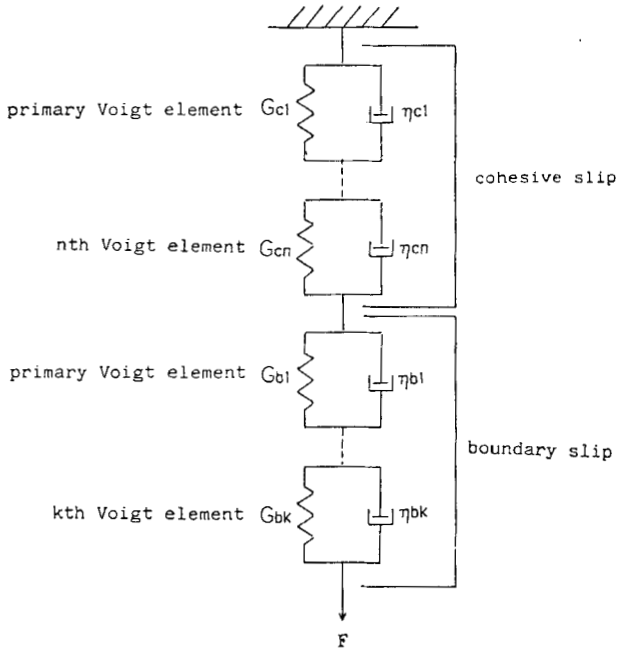 primary Voigt element Gc1 ηc1
cohesive slip
nth Voigt element Gcn ηcn
primary Voigt element Gb1 ηb1
boundary slip
kth Voigt element Gbk ηbk
F